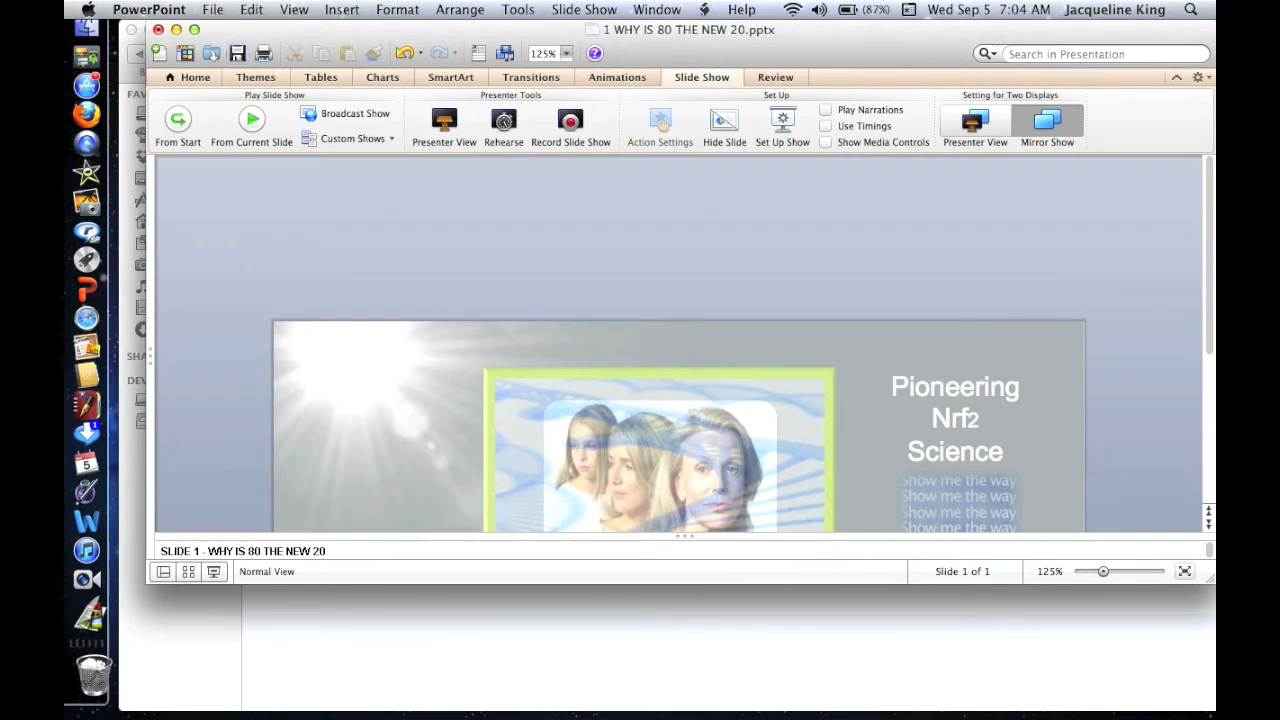 PowerPoint File Edit View Insert Format Arrange Tools Slide Show Window Help (87%) Wed Sep 5 7:04 AM Jacqueline King
1 WHY IS 80 THE NEW 20.pptx
125% Search in Presentation
Home Themes Tables Charts SmartArt Transitions Animations Slide Show Review
FAV
Play Slide Show Presenter Tools Set Up Setting for Two Displays
Broadcast Show Play Narrations
Custom Shows Use Timings
From Start From Current Slide Presenter View Rehearse Record Slide Show Action Settings Hide Slide Set Up Show Show Media Controls Presenter View Mirror Show
SHA
DEV
Pioneering
Nrf2
Science
Show me the way
Show me the way
Show me the way
Show me the way
1
5
SLIDE 1 - WHY IS 80 THE NEW 20
Normal View Slide 1 of 1 125%